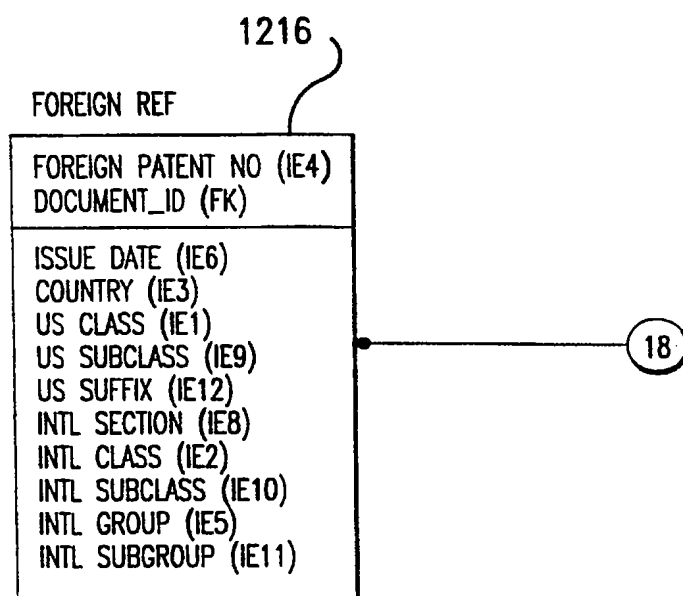 1216
FOREIGN REF
FOREIGN PATENT NO (IE4)
DOCUMENT_ID (FK)
ISSUE DATE (IE6)
COUNTRY (IE3)
US CLASS (IE1)
US SUBCLASS (IE9)
US SUFFIX (IE12)
INTL SECTION (IE8)
INTL CLASS (IE2)
INTL SUBCLASS (IE10)
INTL GROUP (IE5)
INTL SUBGROUP (IE11)
18